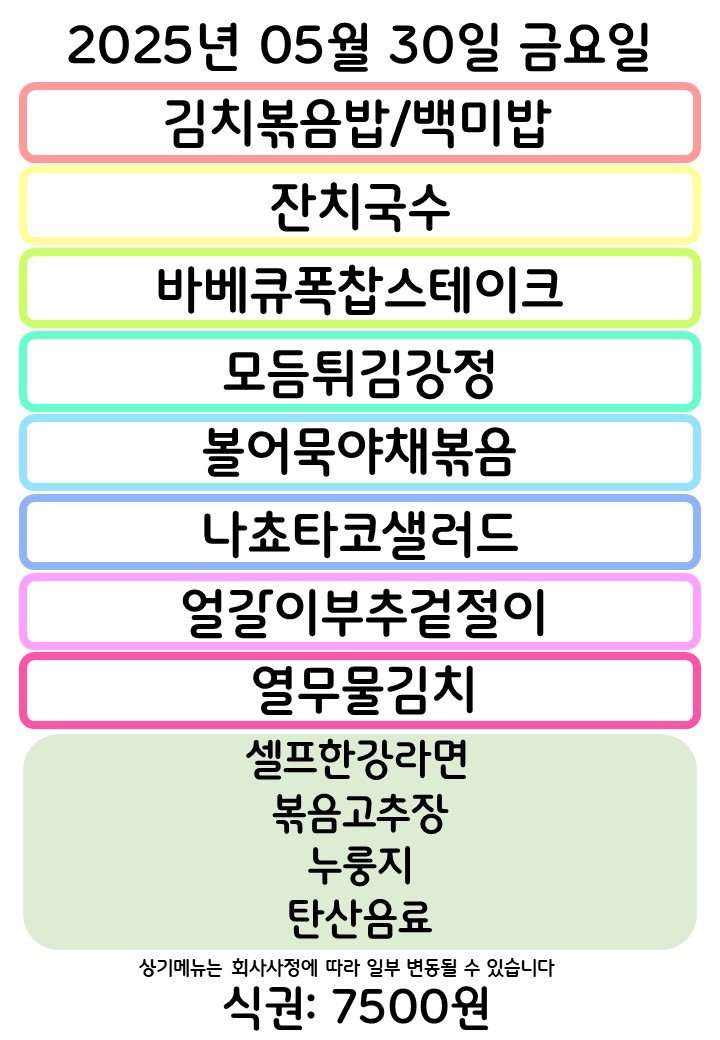 2025년 05월 30일 금요일
김치볶음밥/백미밥
잔치국수
바베큐폭찹스테이크
모듬튀김강정
볼어묵야채볶음
나쵸타코샐러드
얼갈이부추겉절이
열무물김치
셀프한강라면
볶음고추장
누룽지
탄산음료
상기메뉴는 회사사정에 따라 일부 변동될 수 있습니다
식권: 7500원